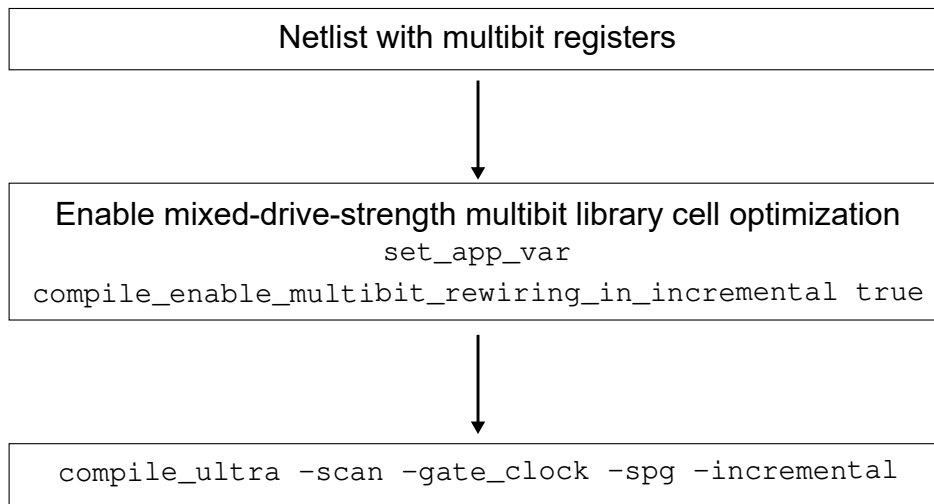 Netlist with multibit registers
Enable mixed-drive-strength multibit library cell optimization
set_app_var
compile_enable_multibit_rewiring_in_incremental true
compile_ultra -scan -gate_clock -spg -incremental